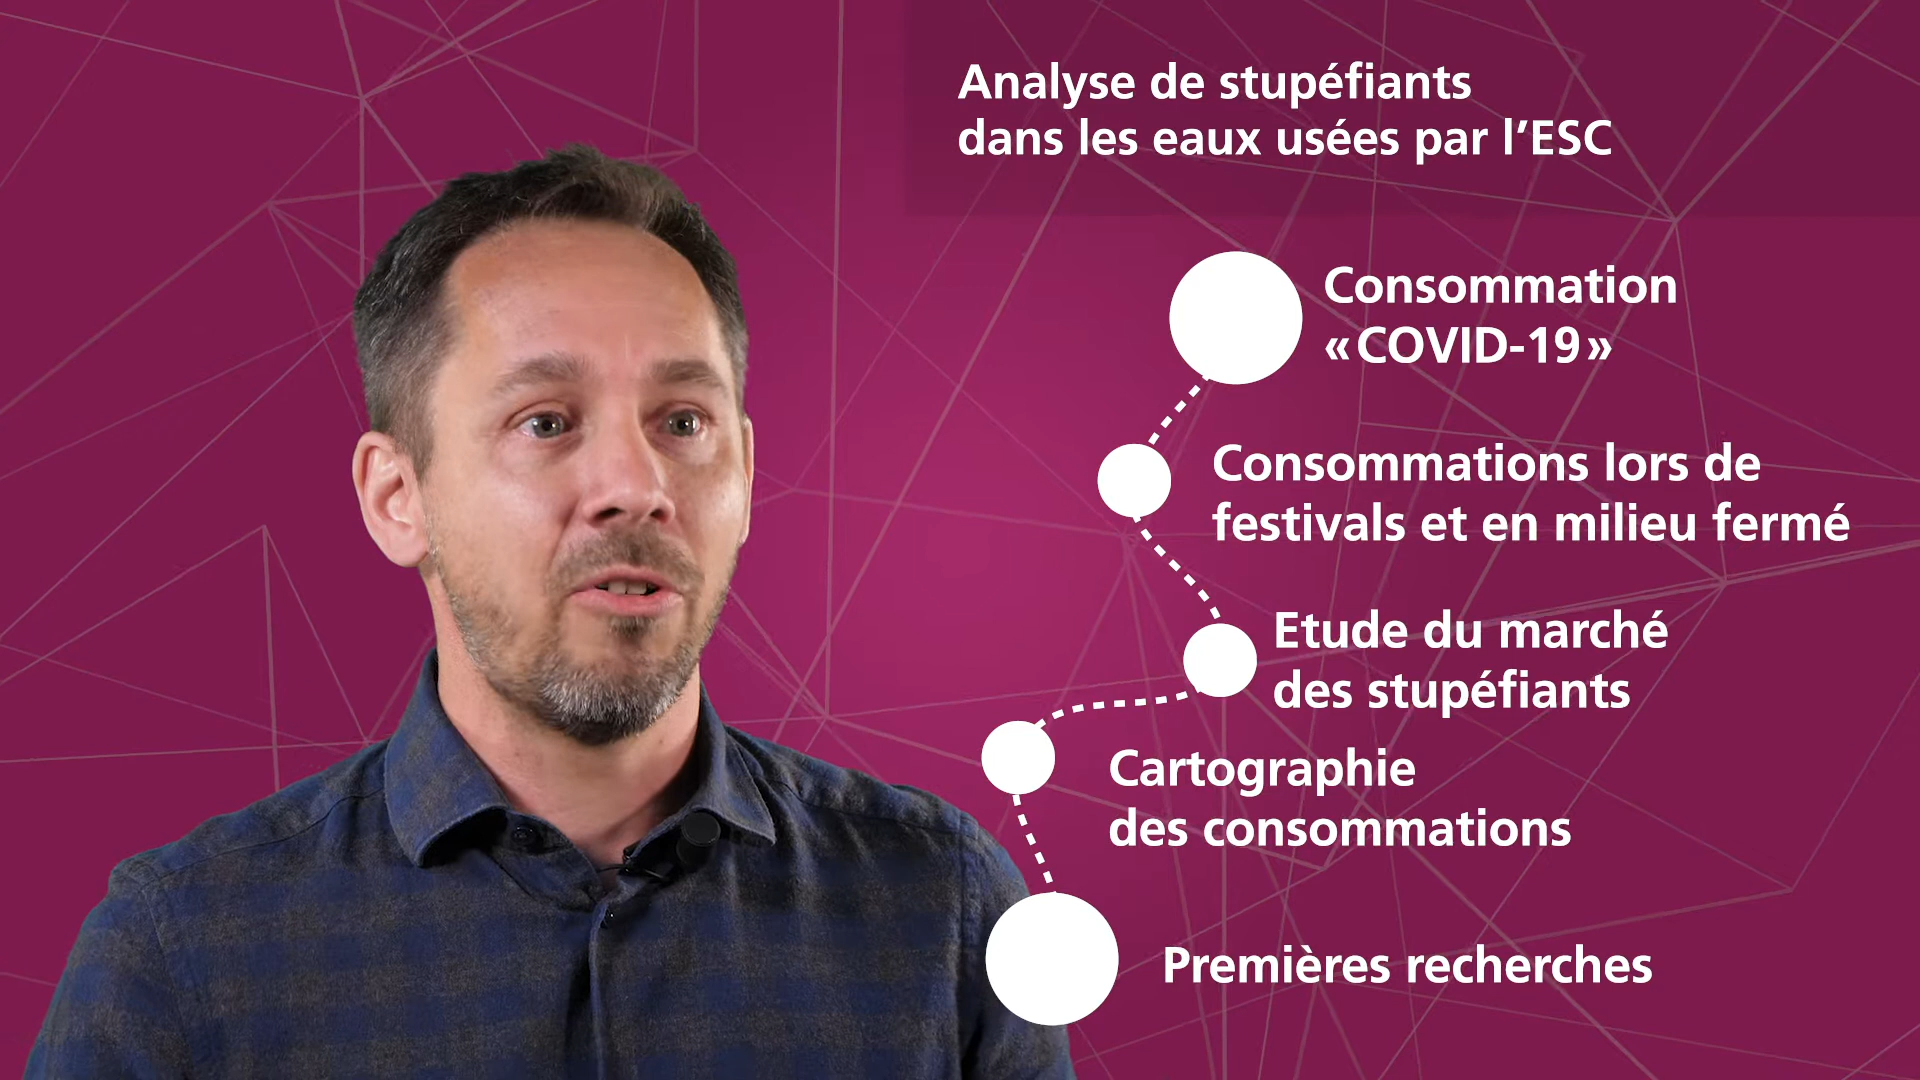 Analyse de stupéfiants
dans les eaux usées par l’ESC
Consommation
«COVID-19»
Consommations lors de
festivals et en milieu fermé
Etude du marché
des stupéfiants
Cartographie
des consommations
Premières recherches